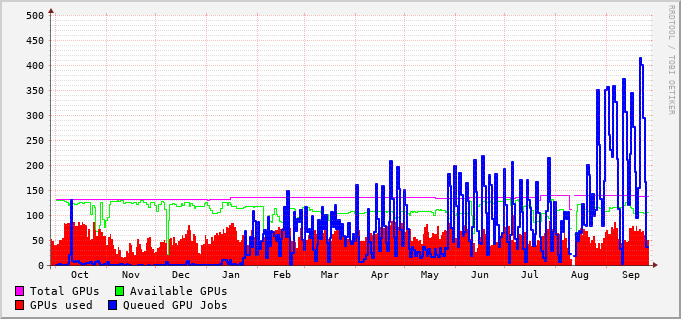 500
450
400
350
300
250
200
150
100
50
0
Oct Nov Dec Jan Feb Mar Apr May Jun Jul Aug Sep
Total GPUs Available GPUs
GPUs used Queued GPU Jobs
RRDTOOL / TOBI OETIKER